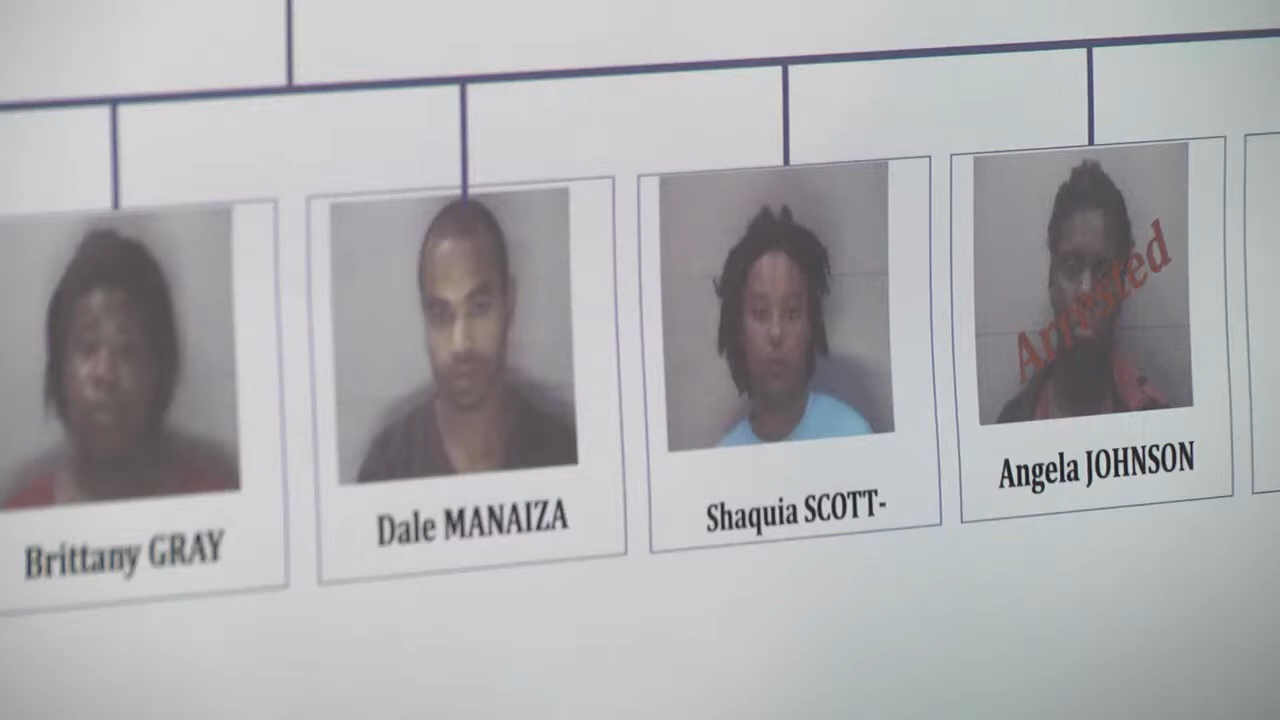 Brittany GRAY
Dale MANAIZA
Shaquia SCOTT-
Angela JOHNSON
Arrested